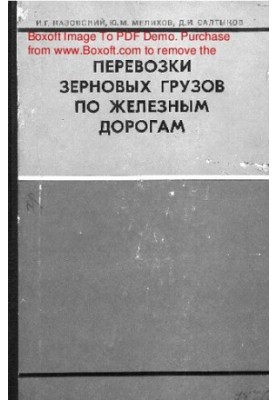 И.Г. НАЗОВСКИЙ, Ю.М. МЕЛИХОВ, Д.И. САЛТЫКОВ
Boxoft Image To PDF Demo. Purchase
from www.Boxoft.com to remove the
ПЕРЕВОЗКИ
ЗЕРНОВЫХ ГРУЗОВ
ПО ЖЕЛЕЗНЫМ
ДОРОГАМ